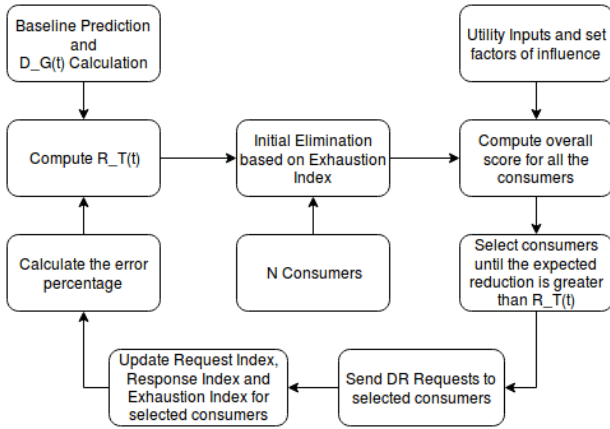 Baseline Prediction
and
D_G(t) Calculation
Utility Inputs and set
factors of influence
Compute R_T(t)
Initial Elimination
based on Exhaustion
Index
Compute overall
score for all the
consumers
Calculate the error
percentage
N Consumers
Select consumers
until the expected
reduction is greater
than R_T(t)
Update Request Index,
Response Index and
Exhaustion Index for
selected consumers
Send DR Requests to
selected consumers